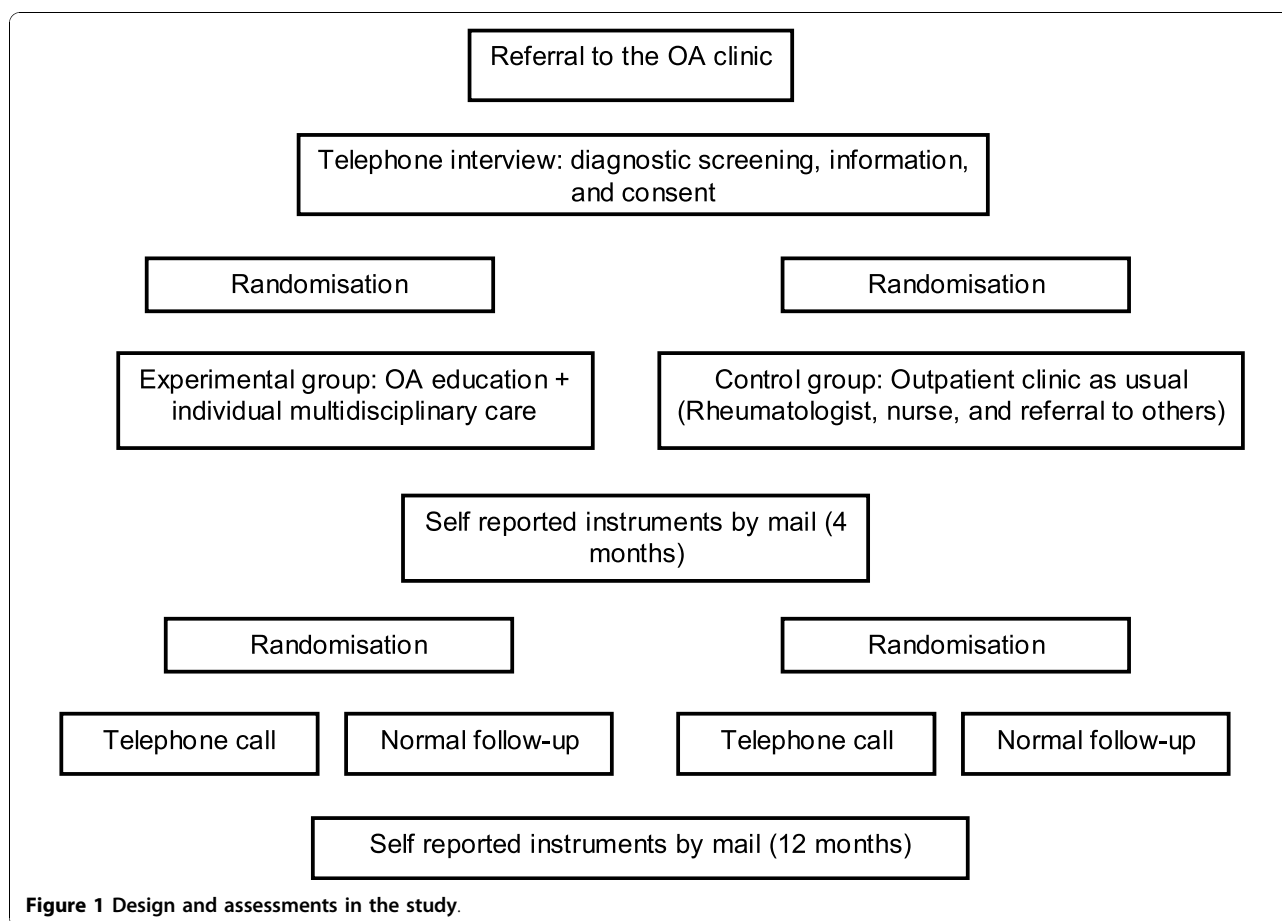 Referral to the OA clinic
Telephone interview: diagnostic screening, information,
and consent
Randomisation
Randomisation
Experimental group: OA education +
individual multidisciplinary care
Control group: Outpatient clinic as usual
(Rheumatologist, nurse, and referral to others)
Self reported instruments by mail (4
months)
Randomisation
Randomisation
Telephone call
Normal follow-up
Telephone call
Normal follow-up
Self reported instruments by mail (12 months)
Figure 1 Design and assessments in the study.